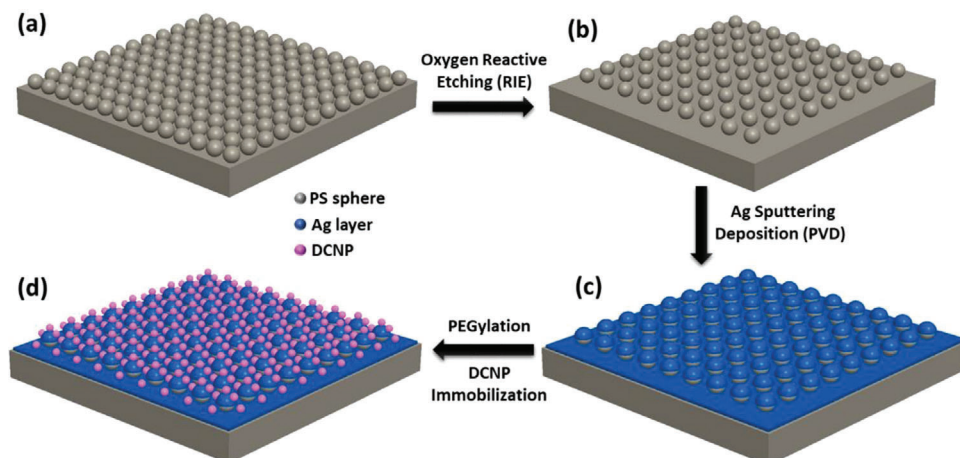 (a)
Oxygen Reactive
Etching (RIE)
(b)
PS sphere
Ag layer
DCNP
Ag Sputtering
Deposition (PVD)
(d)
PEGylation
DCNP
Immobilization
(c)